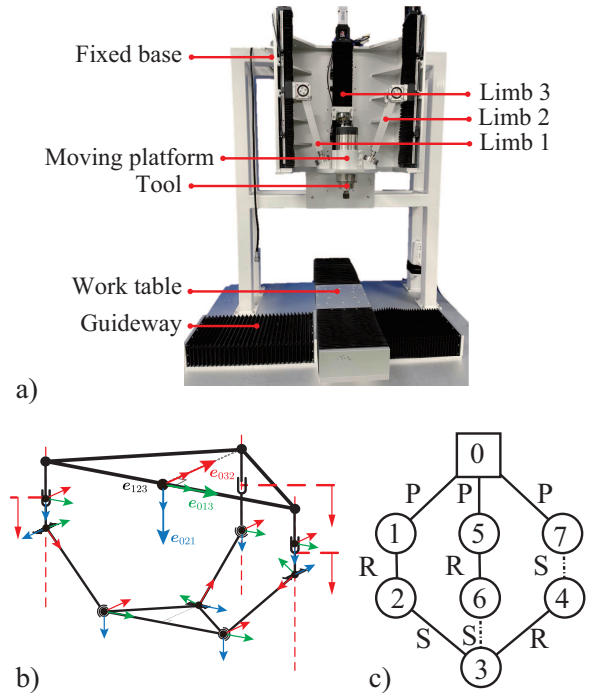 Fixed base
Limb 3
Limb 2
Limb 1
Moving platform
Tool
Work table
Guideway
a)
e032
e123
e013
e021
b)
0
P P P
1 5 7
R R S
2 6 4
S S R
3
c)